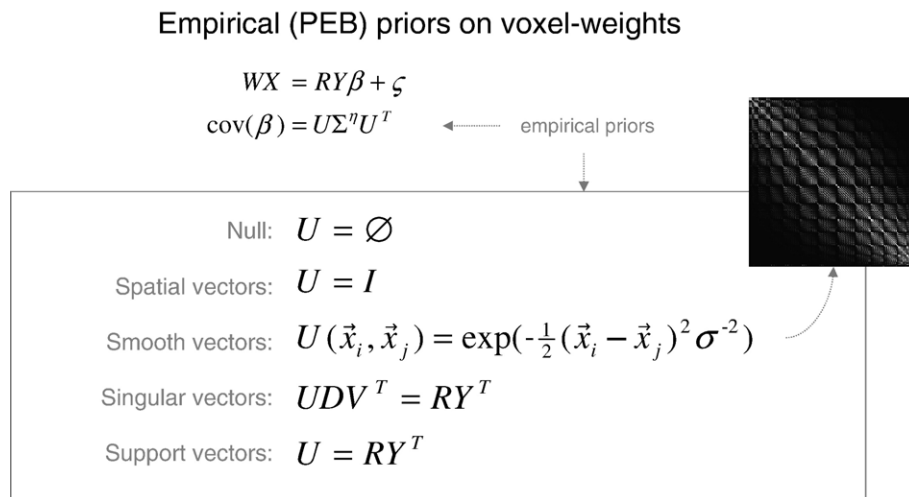 Empirical (PEB) priors on voxel-weights
WX = RYβ + ς
cov(β) = UΣ^η U^T
empirical priors
Null: U = ∅
Spatial vectors: U = I
Smooth vectors: U(x⃗_i, x⃗_j) = exp(-½(x⃗_i − x⃗_j)²σ⁻²)
Singular vectors: UDV^T = RY^T
Support vectors: U = RY^T